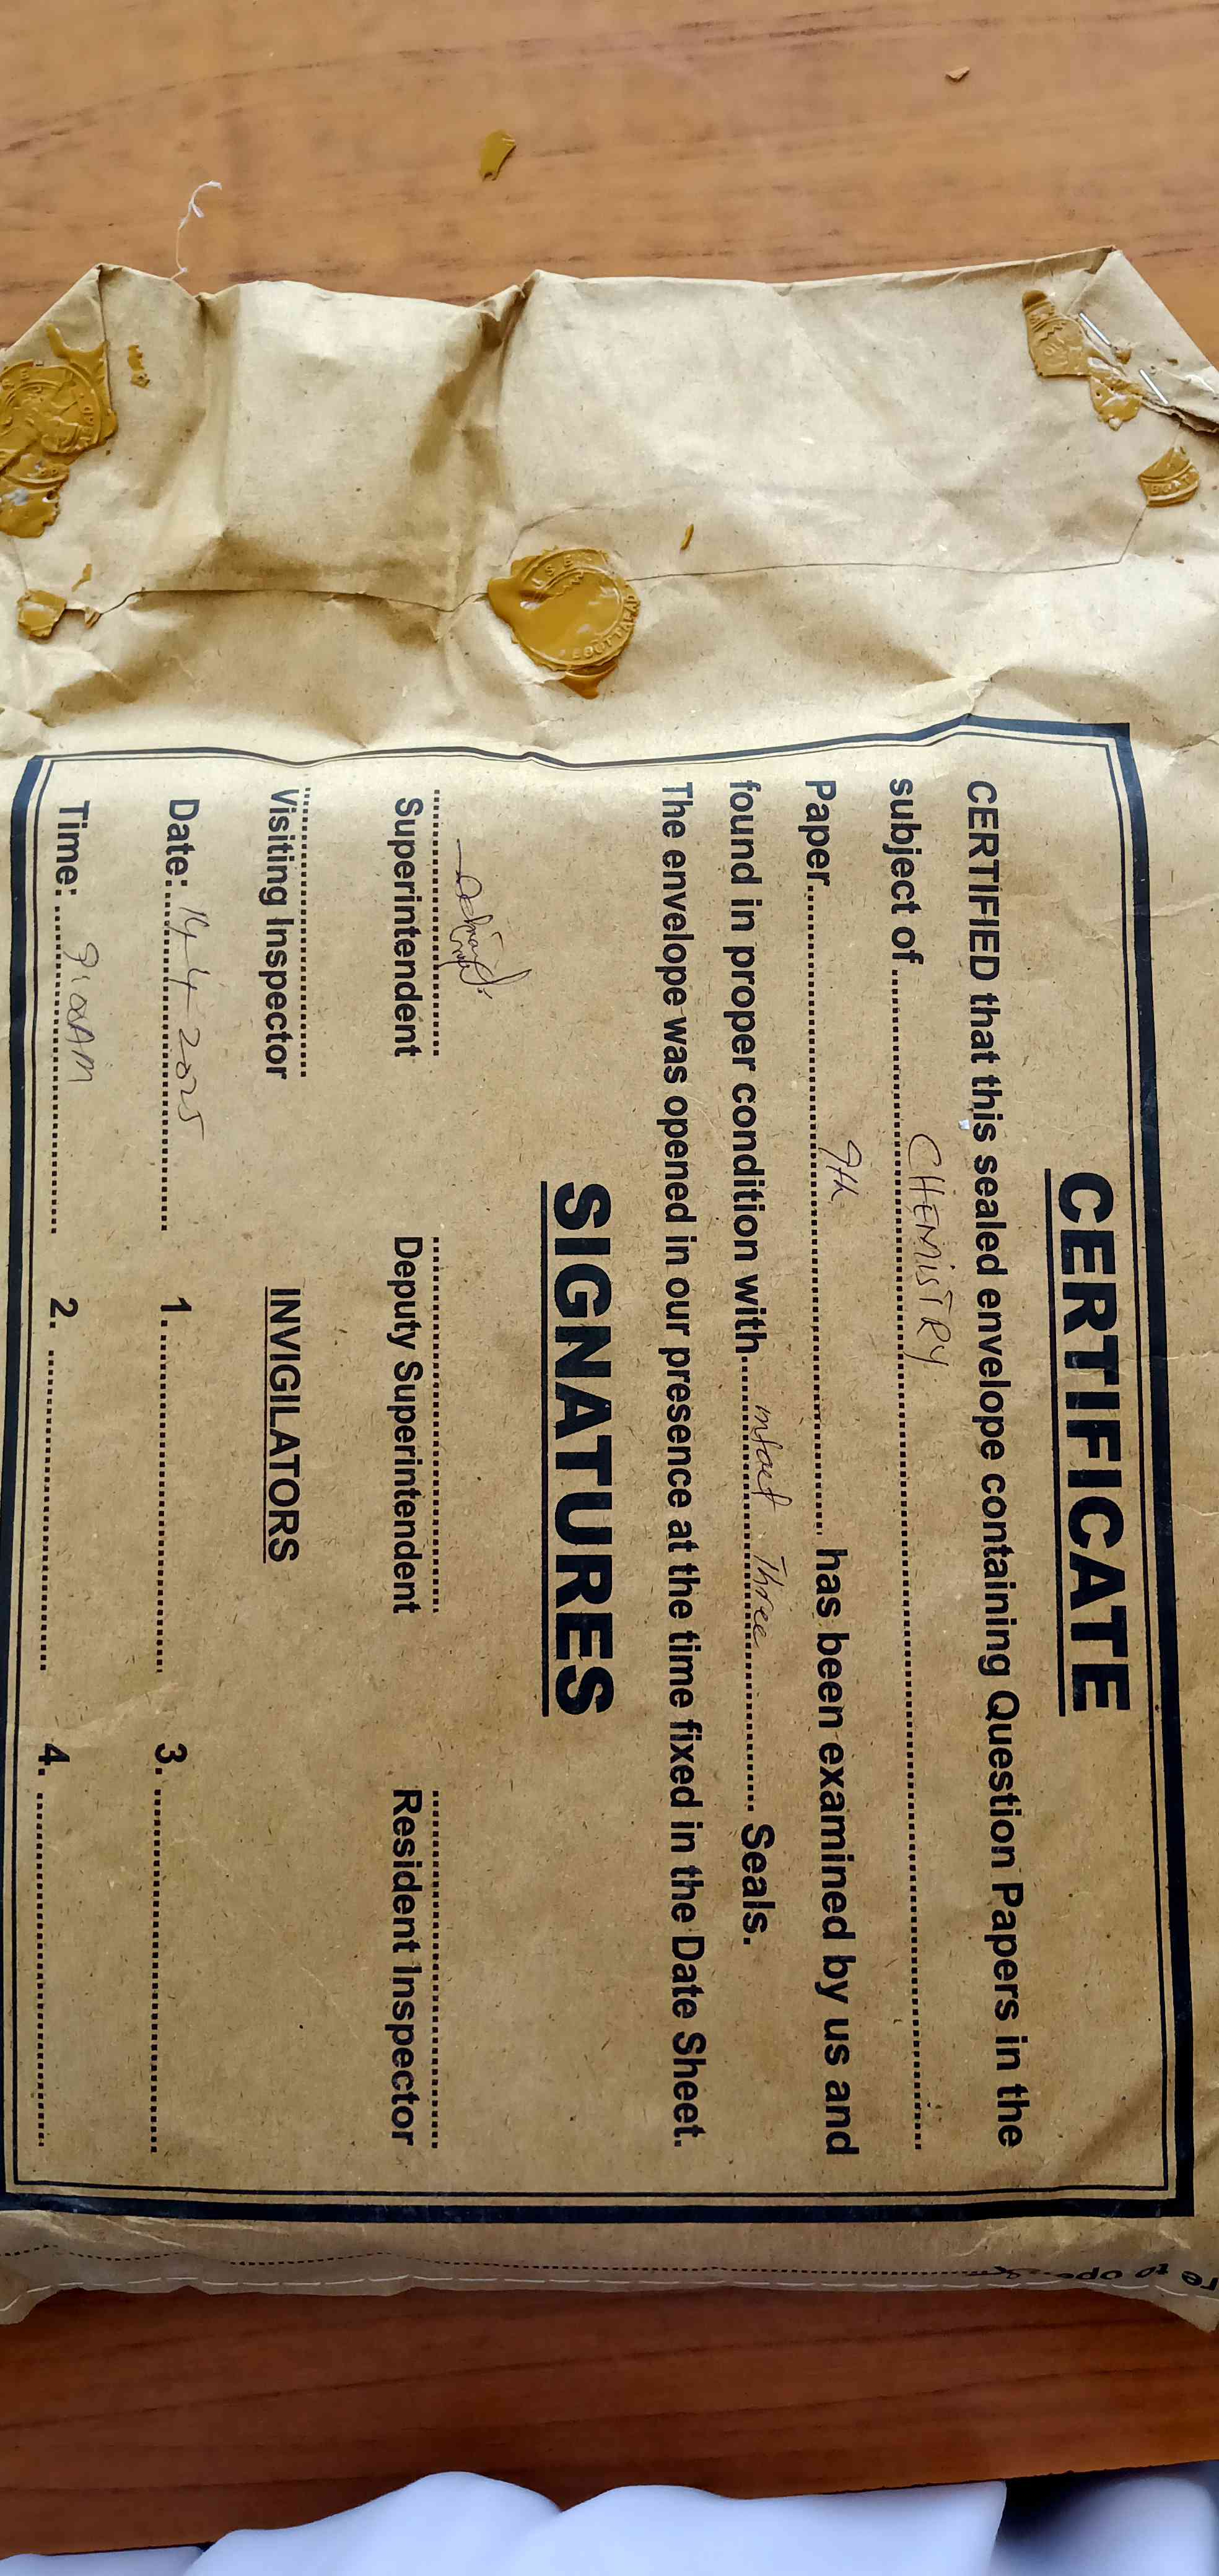 CERTIFICATE
CERTIFIED that this sealed envelope containing Question Papers in the
subject of CHEMISTRY
Paper 9th has been examined by us and
found in proper condition with intact Three Seals.
The envelope was opened in our presence at the time fixed in the Date Sheet.
SIGNATURES
Superintendent Deputy Superintendent Resident Inspector
Visiting Inspector INVIGILATORS
Date: 14-4-2025 1. 3.
Time: 9:00AM 2. 4.